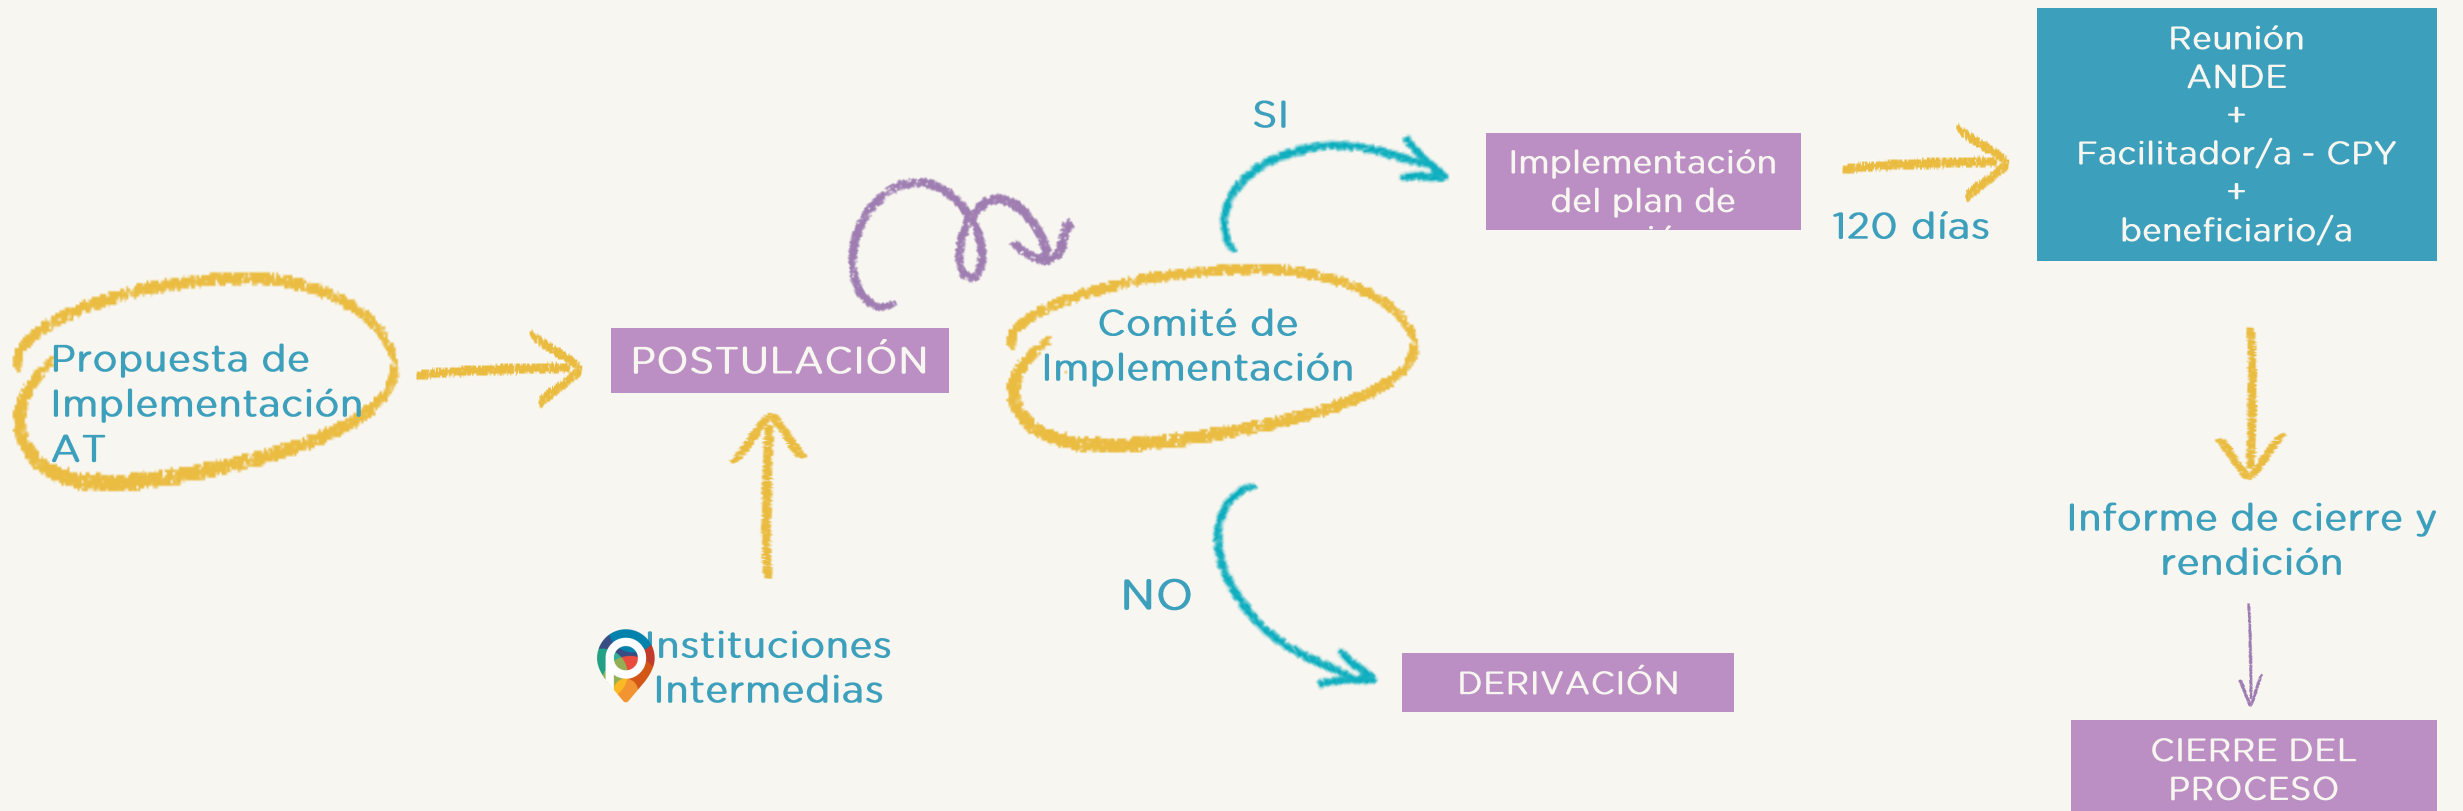 Propuesta de
Implementación
AT
POSTULACIÓN
Instituciones
Intermedias
Comité de
Implementación
SI
Implementación
del plan de
120 días
Reunión
ANDE
+
Facilitador/a - CPY
+
beneficiario/a
NO
DERIVACIÓN
Informe de cierre y
rendición
CIERRE DEL
PROCESO